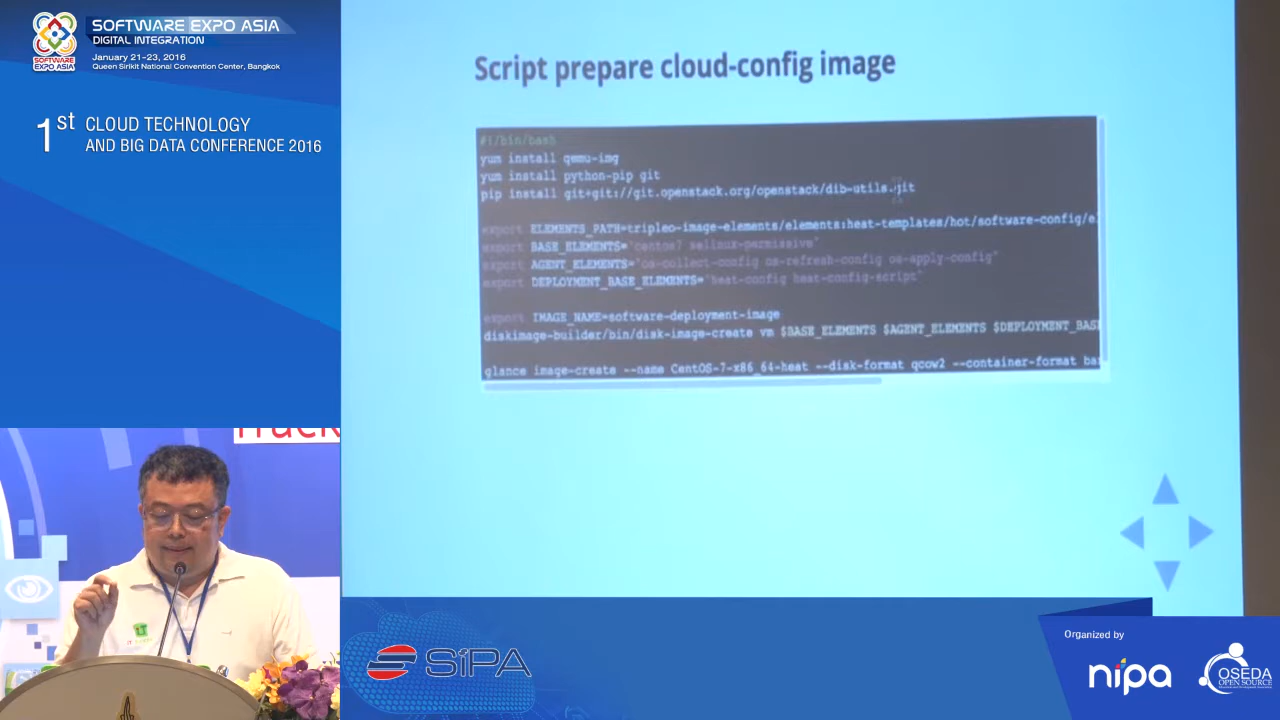 SOFTWARE EXPO ASIA
DIGITAL INTEGRATION
January 21-23, 2016
Queen Sirikit National Convention Center, Bangkok
SOFTWARE
EXPO ASIA
1st CLOUD TECHNOLOGY
AND BIG DATA CONFERENCE 2016
Script prepare cloud-config image
#!/bin/bash
yum install qemu-img
yum install python-pip git
pip install git+git://git.openstack.org/openstack/dib-utils.git
export ELEMENTS_PATH=tripleo-image-elements/elements:heat-templates/hot/software-config/e
export BASE_ELEMENTS="centos7 selinux-permissive"
export AGENT_ELEMENTS="os-collect-config os-refresh-config os-apply-config"
export DEPLOYMENT_BASE_ELEMENTS="heat-config heat-config-script"
export IMAGE_NAME=software-deployment-image
diskimage-builder/bin/disk-image-create vm $BASE_ELEMENTS $AGENT_ELEMENTS $DEPLOYMENT_BAS
glance image-create --name CentOS-7-x86_64-heat --disk-format qcow2 --container-format ba
Track
SiPA
Organized by
nipa
OSEDA
OPEN SOURCE